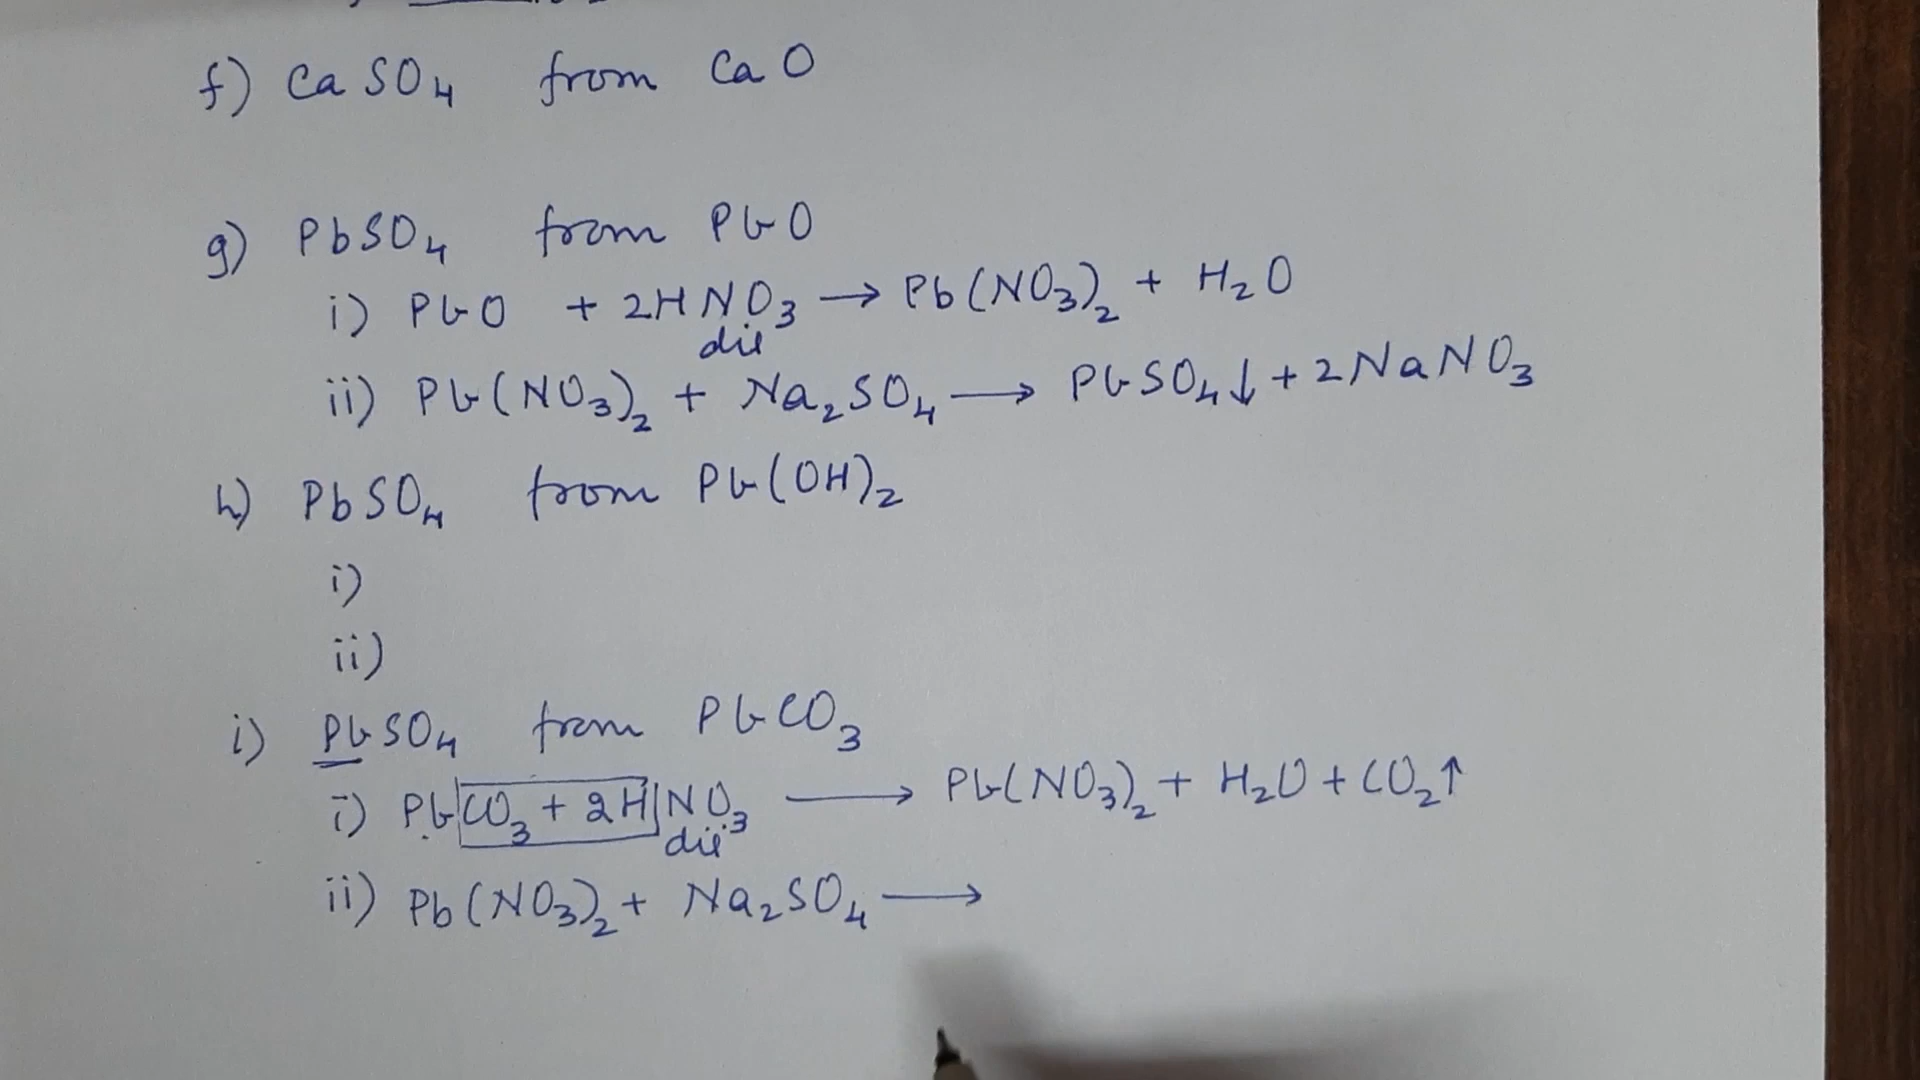 f) CaSO₄ from CaO
g) PbSO₄ from PbO
i) PbO + 2HNO₃ → Pb(NO₃)₂ + H₂O
dil
ii) Pb(NO₃)₂ + Na₂SO₄ → PbSO₄↓ + 2NaNO₃
h) PbSO₄ from Pb(OH)₂
i)
ii)
i) PbSO₄ from PbCO₃
i) PbCO₃ + 2HNO₃ → Pb(NO₃)₂ + H₂O + CO₂↑
dil
ii) Pb(NO₃)₂ + Na₂SO₄ →